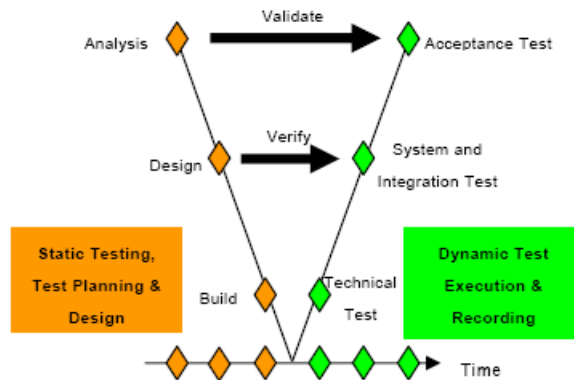 Validate
Analysis
Acceptance Test
Verify
Design
System and
Integration Test
Static Testing,
Test Planning &
Design
Build
Technical
Test
Dynamic Test
Execution &
Recording
Time